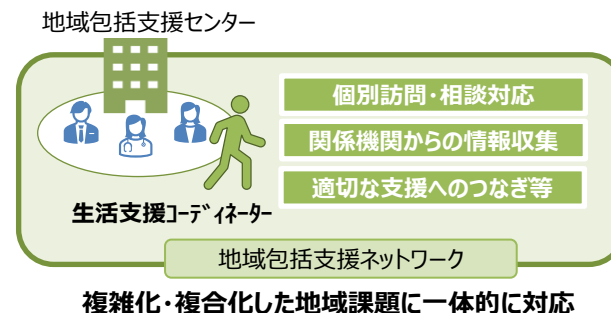 地域包括支援センター
個別訪問・相談対応
関係機関からの情報収集
適切な支援へのつなぎ等
生活支援ｺｰﾃﾞｨﾈｰﾀｰ
地域包括支援ネットワーク
複雑化・複合化した地域課題に一体的に対応